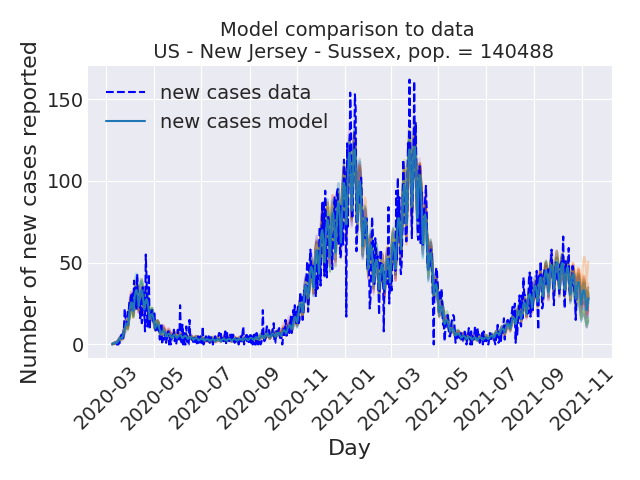 Model comparison to data
US - New Jersey - Sussex, pop. = 140488
Number of new cases reported
150
100
50
0
new cases data
new cases model
2020-03
2020-05
2020-07
2020-09
2020-11
2021-01
2021-03
2021-05
2021-07
2021-09
2021-11
Day